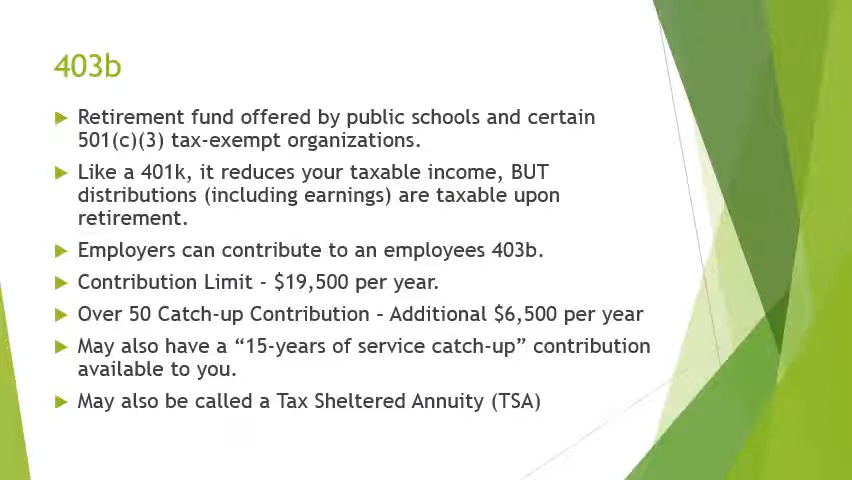 403b
Retirement fund offered by public schools and certain
501(c)(3) tax-exempt organizations.
Like a 401k, it reduces your taxable income, BUT
distributions (including earnings) are taxable upon
retirement.
Employers can contribute to an employees 403b.
Contribution Limit - $19,500 per year.
Over 50 Catch-up Contribution – Additional $6,500 per year
May also have a “15-years of service catch-up” contribution
available to you.
May also be called a Tax Sheltered Annuity (TSA)